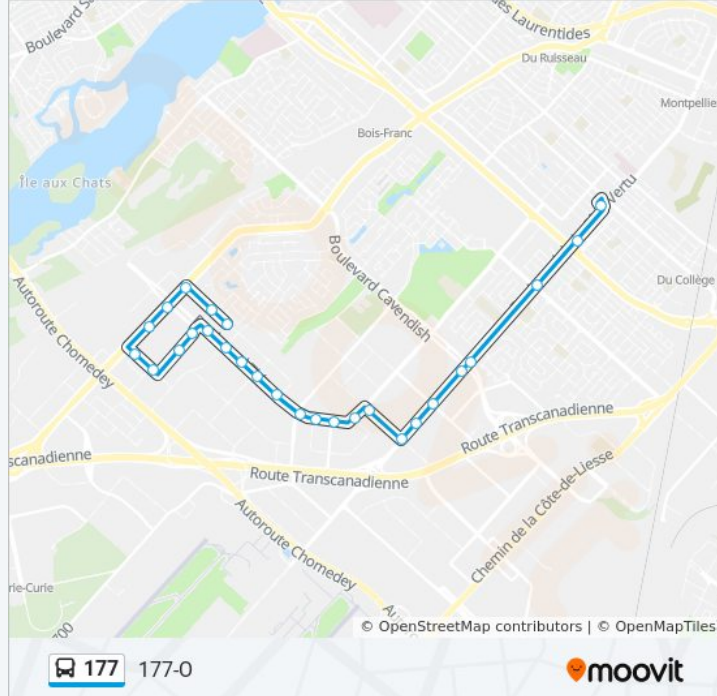 Boulevard S
des Laurentides
Du Ruisseau
Montpellie
Bois-Franc
Île aux Chats
Vertu
Boulevard Cavendish
Du Collège
Autoroute Chomedey
Route Transcanadienne
scanadienne
Route Transcanadienne
Chemin de la Côte-de-Liesse
Autoroute Chomedey
rie-Curie
700
© OpenStreetMap contributors | © OpenMapTiles
177 177-O
moovit